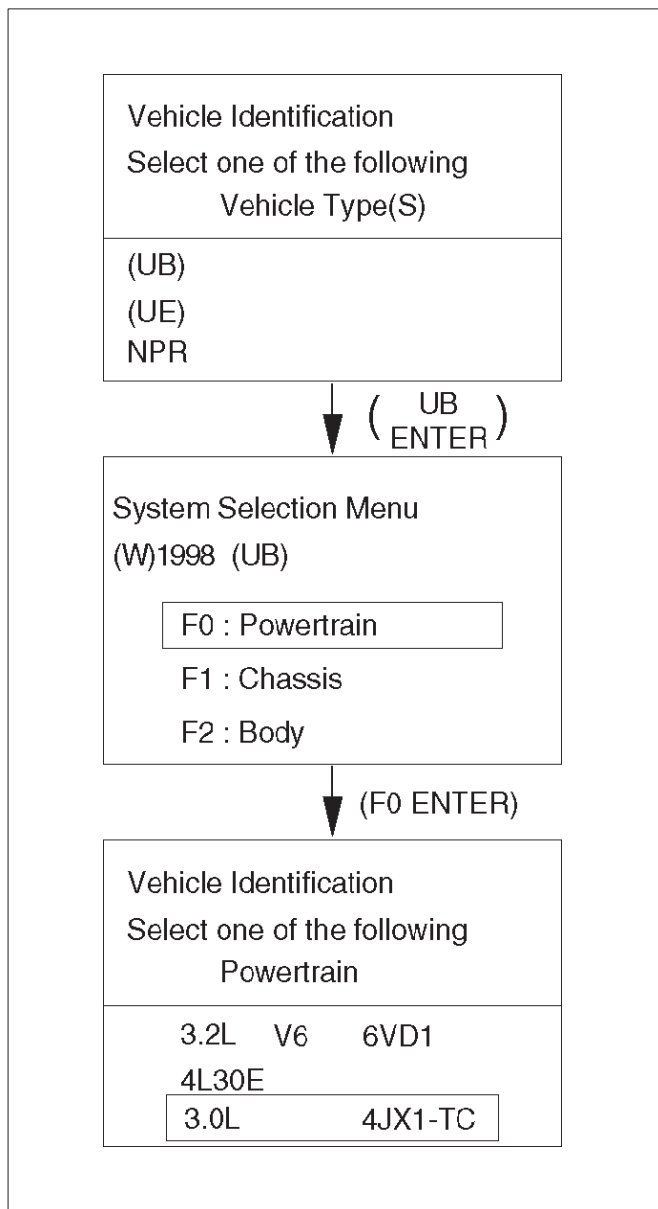 Vehicle Identification
Select one of the following
Vehicle Type(S)
(UB)
(UE)
NPR
( UB
ENTER )
System Selection Menu
(W)1998 (UB)
F0 : Powertrain
F1 : Chassis
F2 : Body
(F0 ENTER)
Vehicle Identification
Select one of the following
Powertrain
3.2L V6 6VD1
4L30E
3.0L 4JX1-TC